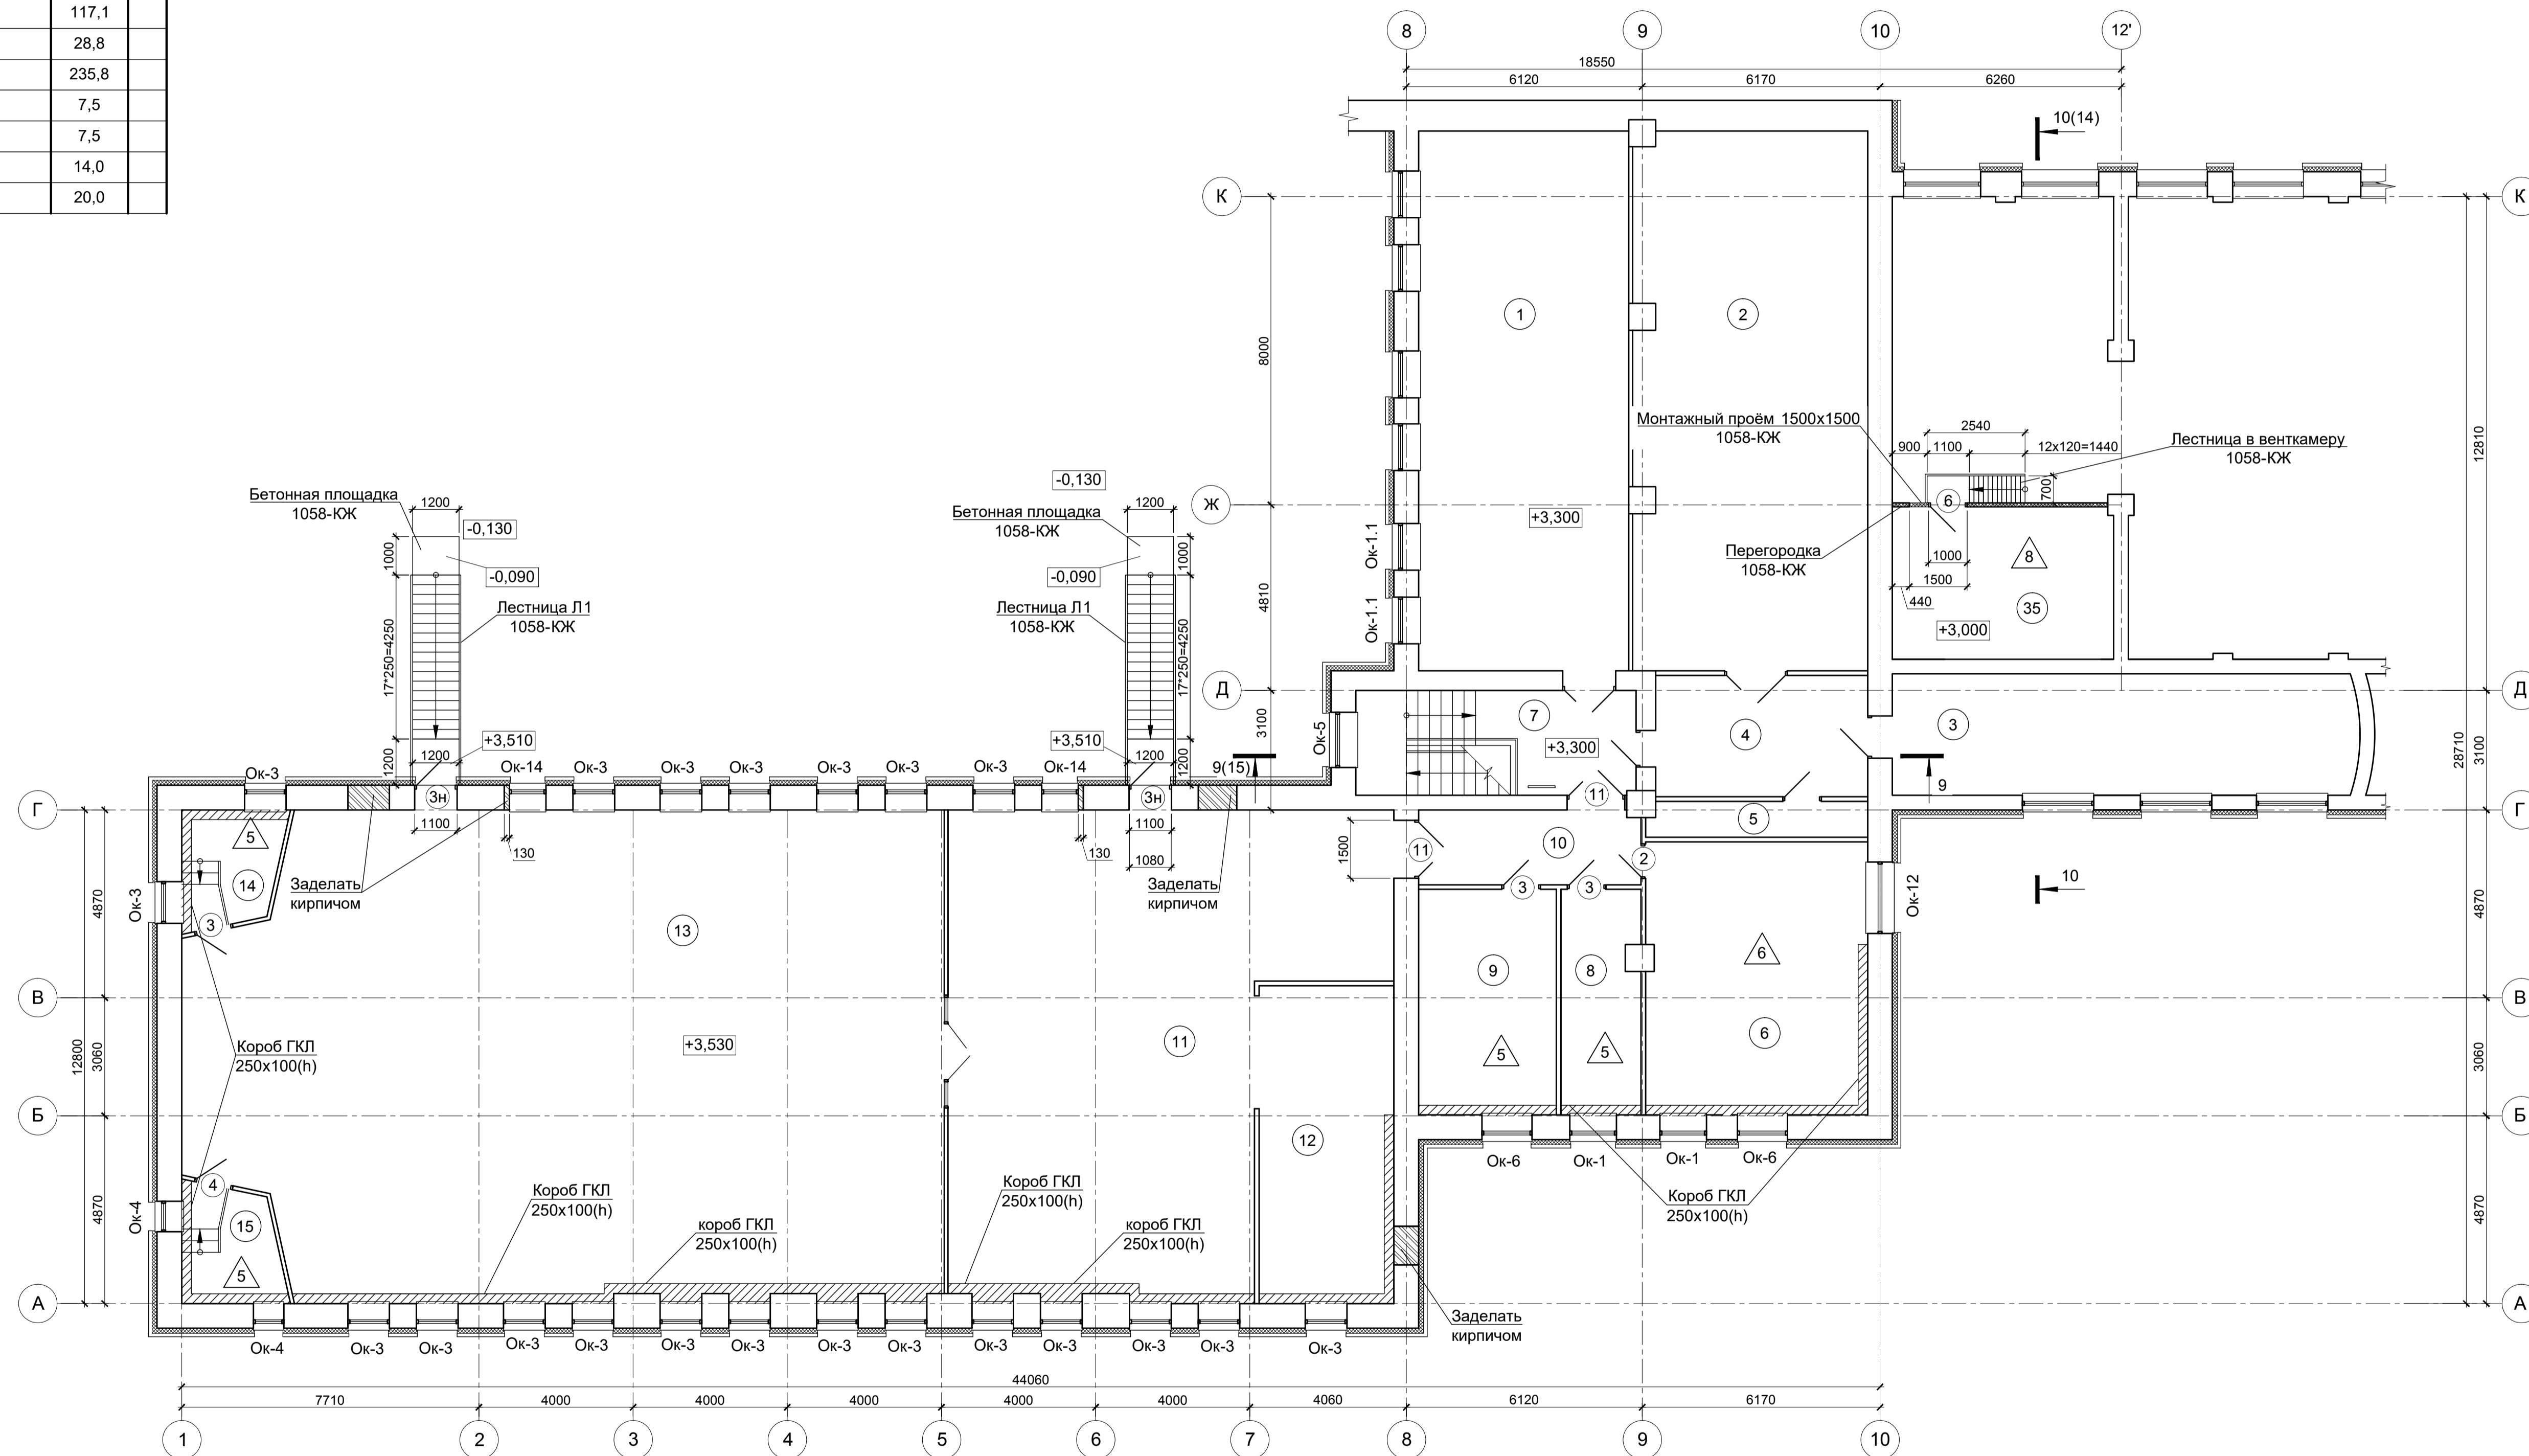 117,1
28,8
235,8
7,5
7,5
14,0
20,0
8
9
10
12'
18550
6120
6170
6260
10(14)
К
К
8000
12810
1
2
Монтажный проём 1500х1500
1058-КЖ
2540
900
1100
12х120=1440
Лестница в венткамеру
1058-КЖ
700
6
Ж
+3,300
Ок-1.1
Ок-1.1
Перегородка
1058-КЖ
1000
1500
440
8
35
+3,000
-0,130
Бетонная площадка
1058-КЖ
1200
-0,130
1000
-0,090
Лестница Л1
1058-КЖ
17*250=4250
+3,510
1200
1200
Бетонная площадка
1058-КЖ
1200
1000
-0,090
Лестница Л1
1058-КЖ
17*250=4250
+3,510
1200
1200
4810
Д
Д
3100
3100
28710
Ок-5
7
+3,300
4
3
9(15)
9
Ок-3
Ок-14
Ок-3
Ок-3
Ок-3
Ок-3
Ок-3
Ок-3
Ок-14
3н
3н
11
Г
Г
5
1100
130
130
1100
1080
1500
11
10
2
5
14
3
Заделать
кирпичом
Заделать
кирпичом
3
3
Ок-12
10
Ок-3
4870
4870
13
9
8
6
В
В
12800
3060
3060
Короб ГКЛ
250х100(h)
+3,530
11
5
5
6
Б
Б
12
Ок-6
Ок-1
Ок-1
Ок-6
4
15
5
Ок-4
4870
4870
Короб ГКЛ
250х100(h)
короб ГКЛ
250х100(h)
Короб ГКЛ
250х100(h)
короб ГКЛ
250х100(h)
Короб ГКЛ
250х100(h)
А
А
Заделать
кирпичом
Ок-4
Ок-3
Ок-3
Ок-3
Ок-3
Ок-3
Ок-3
Ок-3
Ок-3
Ок-3
Ок-3
Ок-3
Ок-3
Ок-3
44060
7710
4000
4000
4000
4000
4000
4060
6120
6170
1
2
3
4
5
6
7
8
9
10